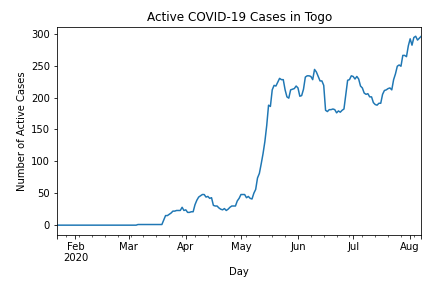 Active COVID-19 Cases in Togo
300
250
200
150
100
50
0
Number of Active Cases
Feb Mar Apr May Jun Jul Aug
2020
Day